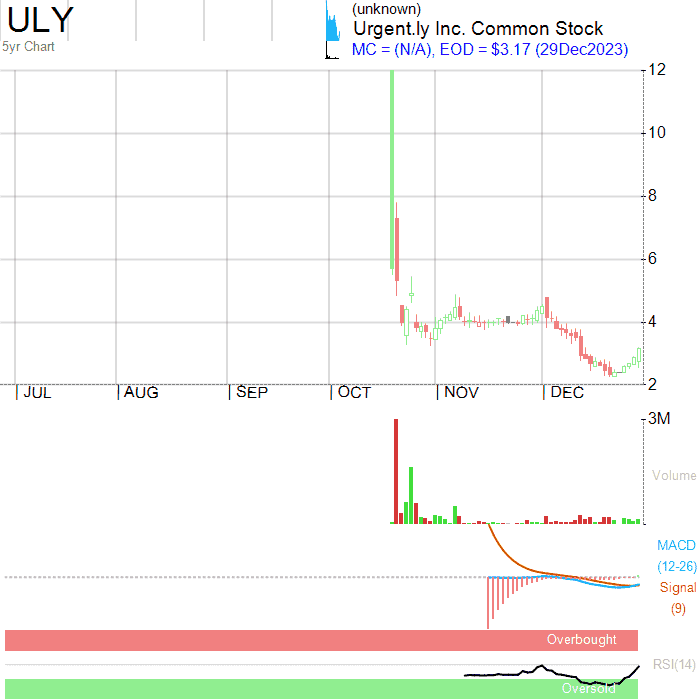 ULY
5yr Chart
(unknown)
Urgent.ly Inc. Common Stock
MC = (N/A), EOD = $3.17 (29Dec2023)
12
10
8
6
4
2
JUL AUG SEP OCT NOV DEC
3M
Volume
MACD
(12-26)
Signal
(9)
Overbought
RSI(14)
Oversold